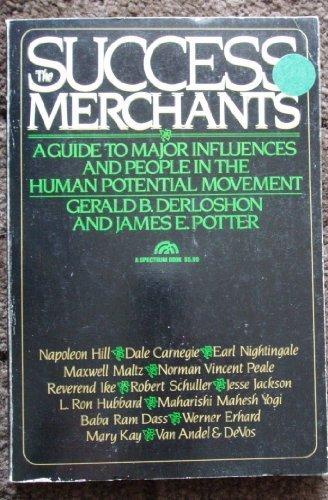 The SUCCESS
MERCHANTS
A GUIDE TO MAJOR INFLUENCES
AND PEOPLE IN THE
HUMAN POTENTIAL MOVEMENT
GERALD B. DERLOSHON
AND JAMES E. POTTER
A SPECTRUM BOOK $5.95
Napoleon Hill Dale Carnegie Earl Nightingale
Maxwell Maltz Norman Vincent Peale
Reverend Ike Robert Schuller Jesse Jackson
L. Ron Hubbard Maharishi Mahesh Yogi
Baba Ram Dass Werner Erhard
Mary Kay Van Andel & DeVos